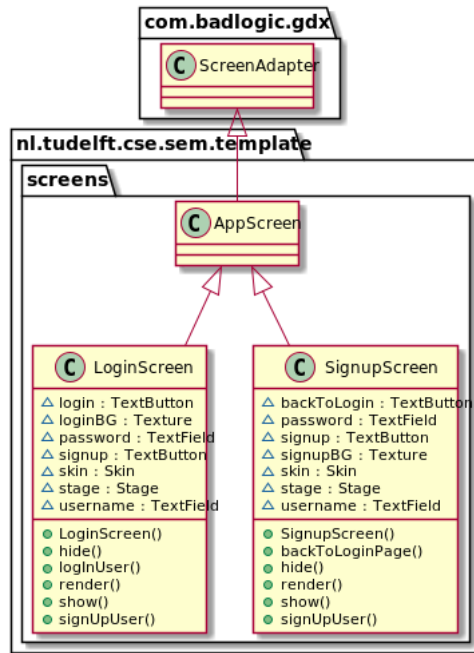 com.badlogic.gdx
C ScreenAdapter
nl.tudelft.cse.sem.template
screens
C AppScreen
C LoginScreen
login : TextButton
loginBG : Texture
password : TextField
signup : TextButton
skin : Skin
stage : Stage
username : TextField
LoginScreen()
hide()
logInUser()
render()
show()
signUpUser()
C SignupScreen
backToLogin : TextButton
password : TextField
signup : TextButton
signupBG : Texture
skin : Skin
stage : Stage
username : TextField
SignupScreen()
backToLoginPage()
hide()
render()
show()
signUpUser()